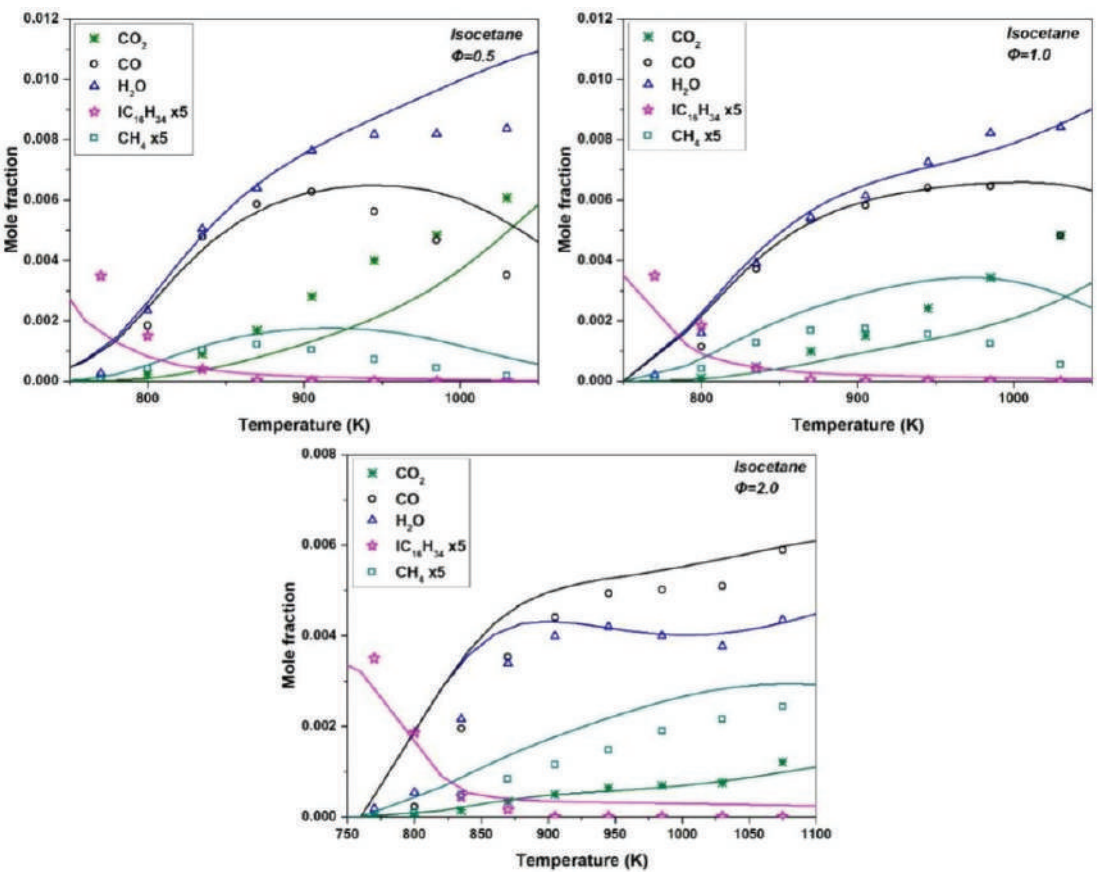 0.012
0.010
0.008
0.006
0.004
0.002
0.000
Mole fraction
CO₂
CO
H₂O
IC₁₆H₃₄ x5
CH₄ x5
Isocetane
Φ=0.5
800
900
1000
Temperature (K)
0.012
0.010
0.008
0.006
0.004
0.002
0.000
Mole fraction
CO₂
CO
H₂O
IC₁₆H₃₄ x5
CH₄ x5
Isocetane
Φ=1.0
800
900
1000
Temperature (K)
0.008
0.006
0.004
0.002
0.000
Mole fraction
CO₂
CO
H₂O
IC₁₆H₃₄ x5
CH₄ x5
Isocetane
Φ=2.0
750
800
850
900
950
1000
1050
1100
Temperature (K)